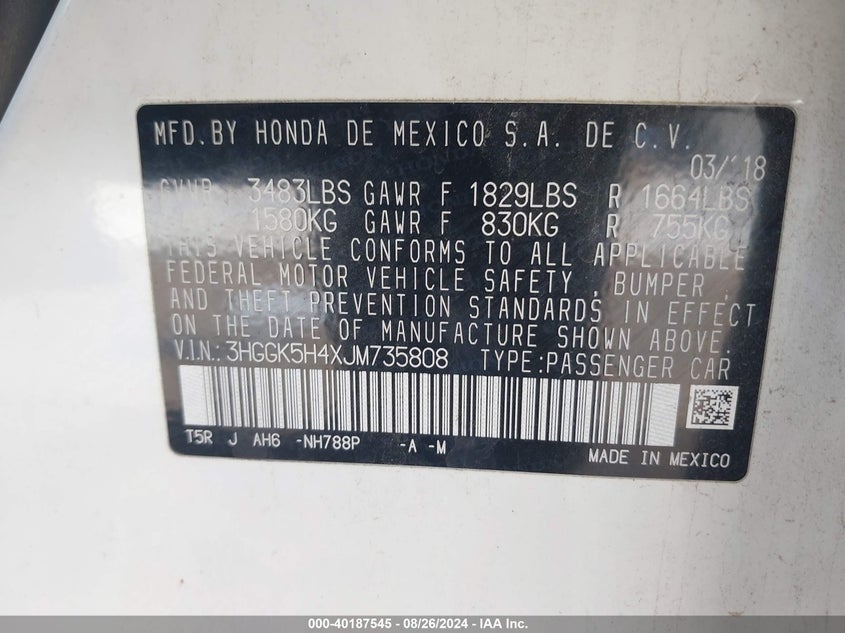 MFD. BY HONDA DE MEXICO S.A. DE C.V.
03/'18
GVWR 3483LBS GAWR F 1829LBS R 1664LBS
1580KG GAWR F 830KG R 755KG
THIS VEHICLE CONFORMS TO ALL APPLICABLE
FEDERAL MOTOR VEHICLE SAFETY, BUMPER,
AND THEFT PREVENTION STANDARDS IN EFFECT
ON THE DATE OF MANUFACTURE SHOWN ABOVE.
V.I.N.: 3HGGK5H4XJM735808 TYPE:PASSENGER CAR
T5R J AH6 -NH788P -A -M
MADE IN MEXICO
000-40187545 - 08/26/2024 - IAA Inc.